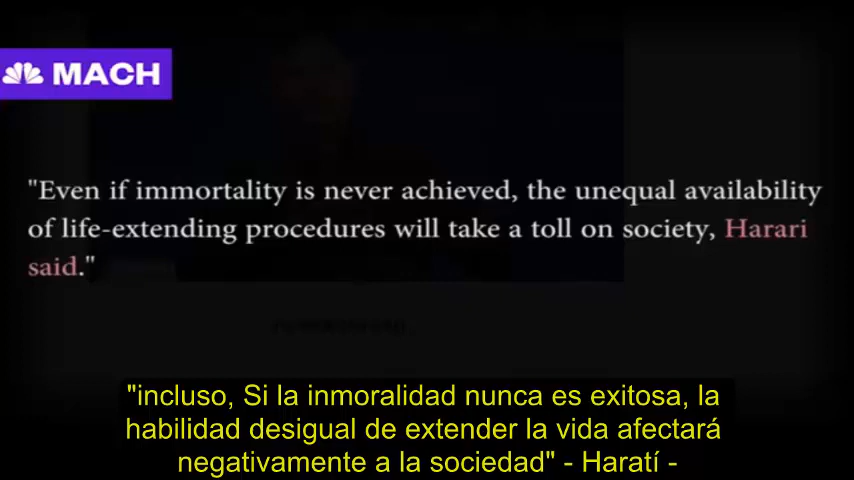 MACH
"Even if immortality is never achieved, the unequal availability
of life-extending procedures will take a toll on society, Harari
said."
"incluso, Si la inmoralidad nunca es exitosa, la
habilidad desigual de extender la vida afectará
negativamente a la sociedad" - Haratí -